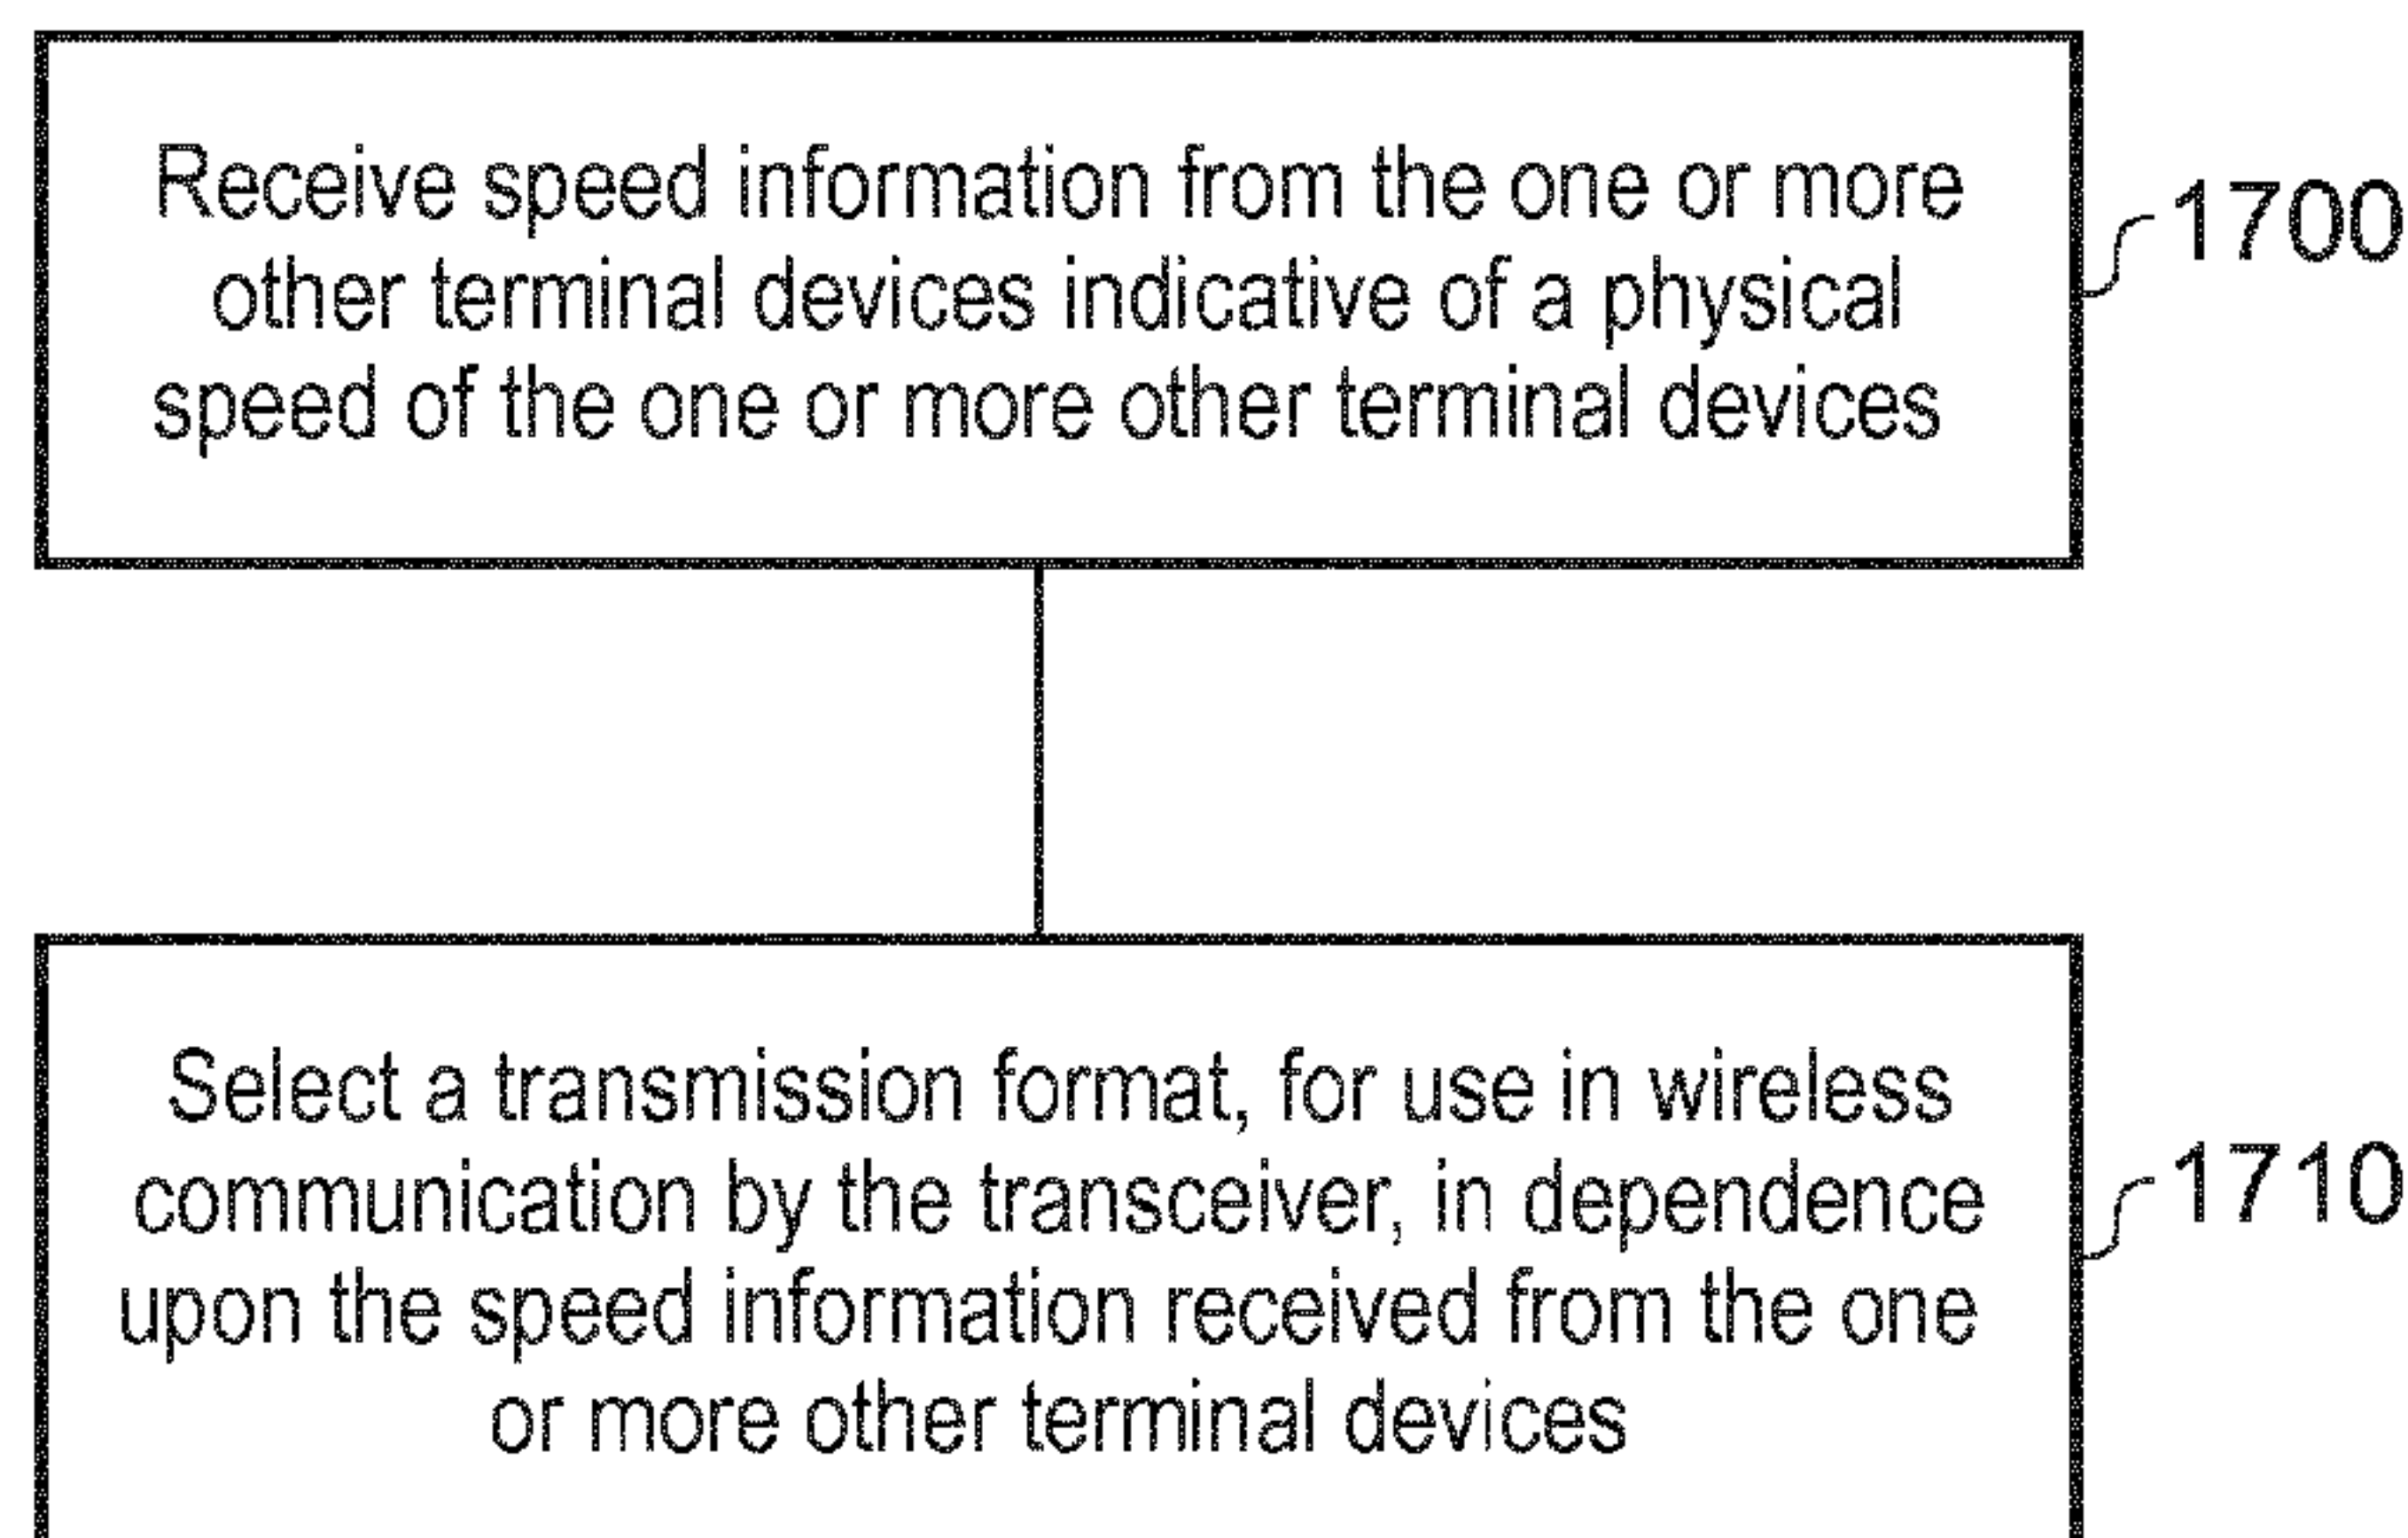 Receive speed information from the one or more
other terminal devices indicative of a physical
speed of the one or more other terminal devices
1700
Select a transmission format, for use in wireless
communication by the transceiver, in dependence
upon the speed information received from the one
or more other terminal devices
1710